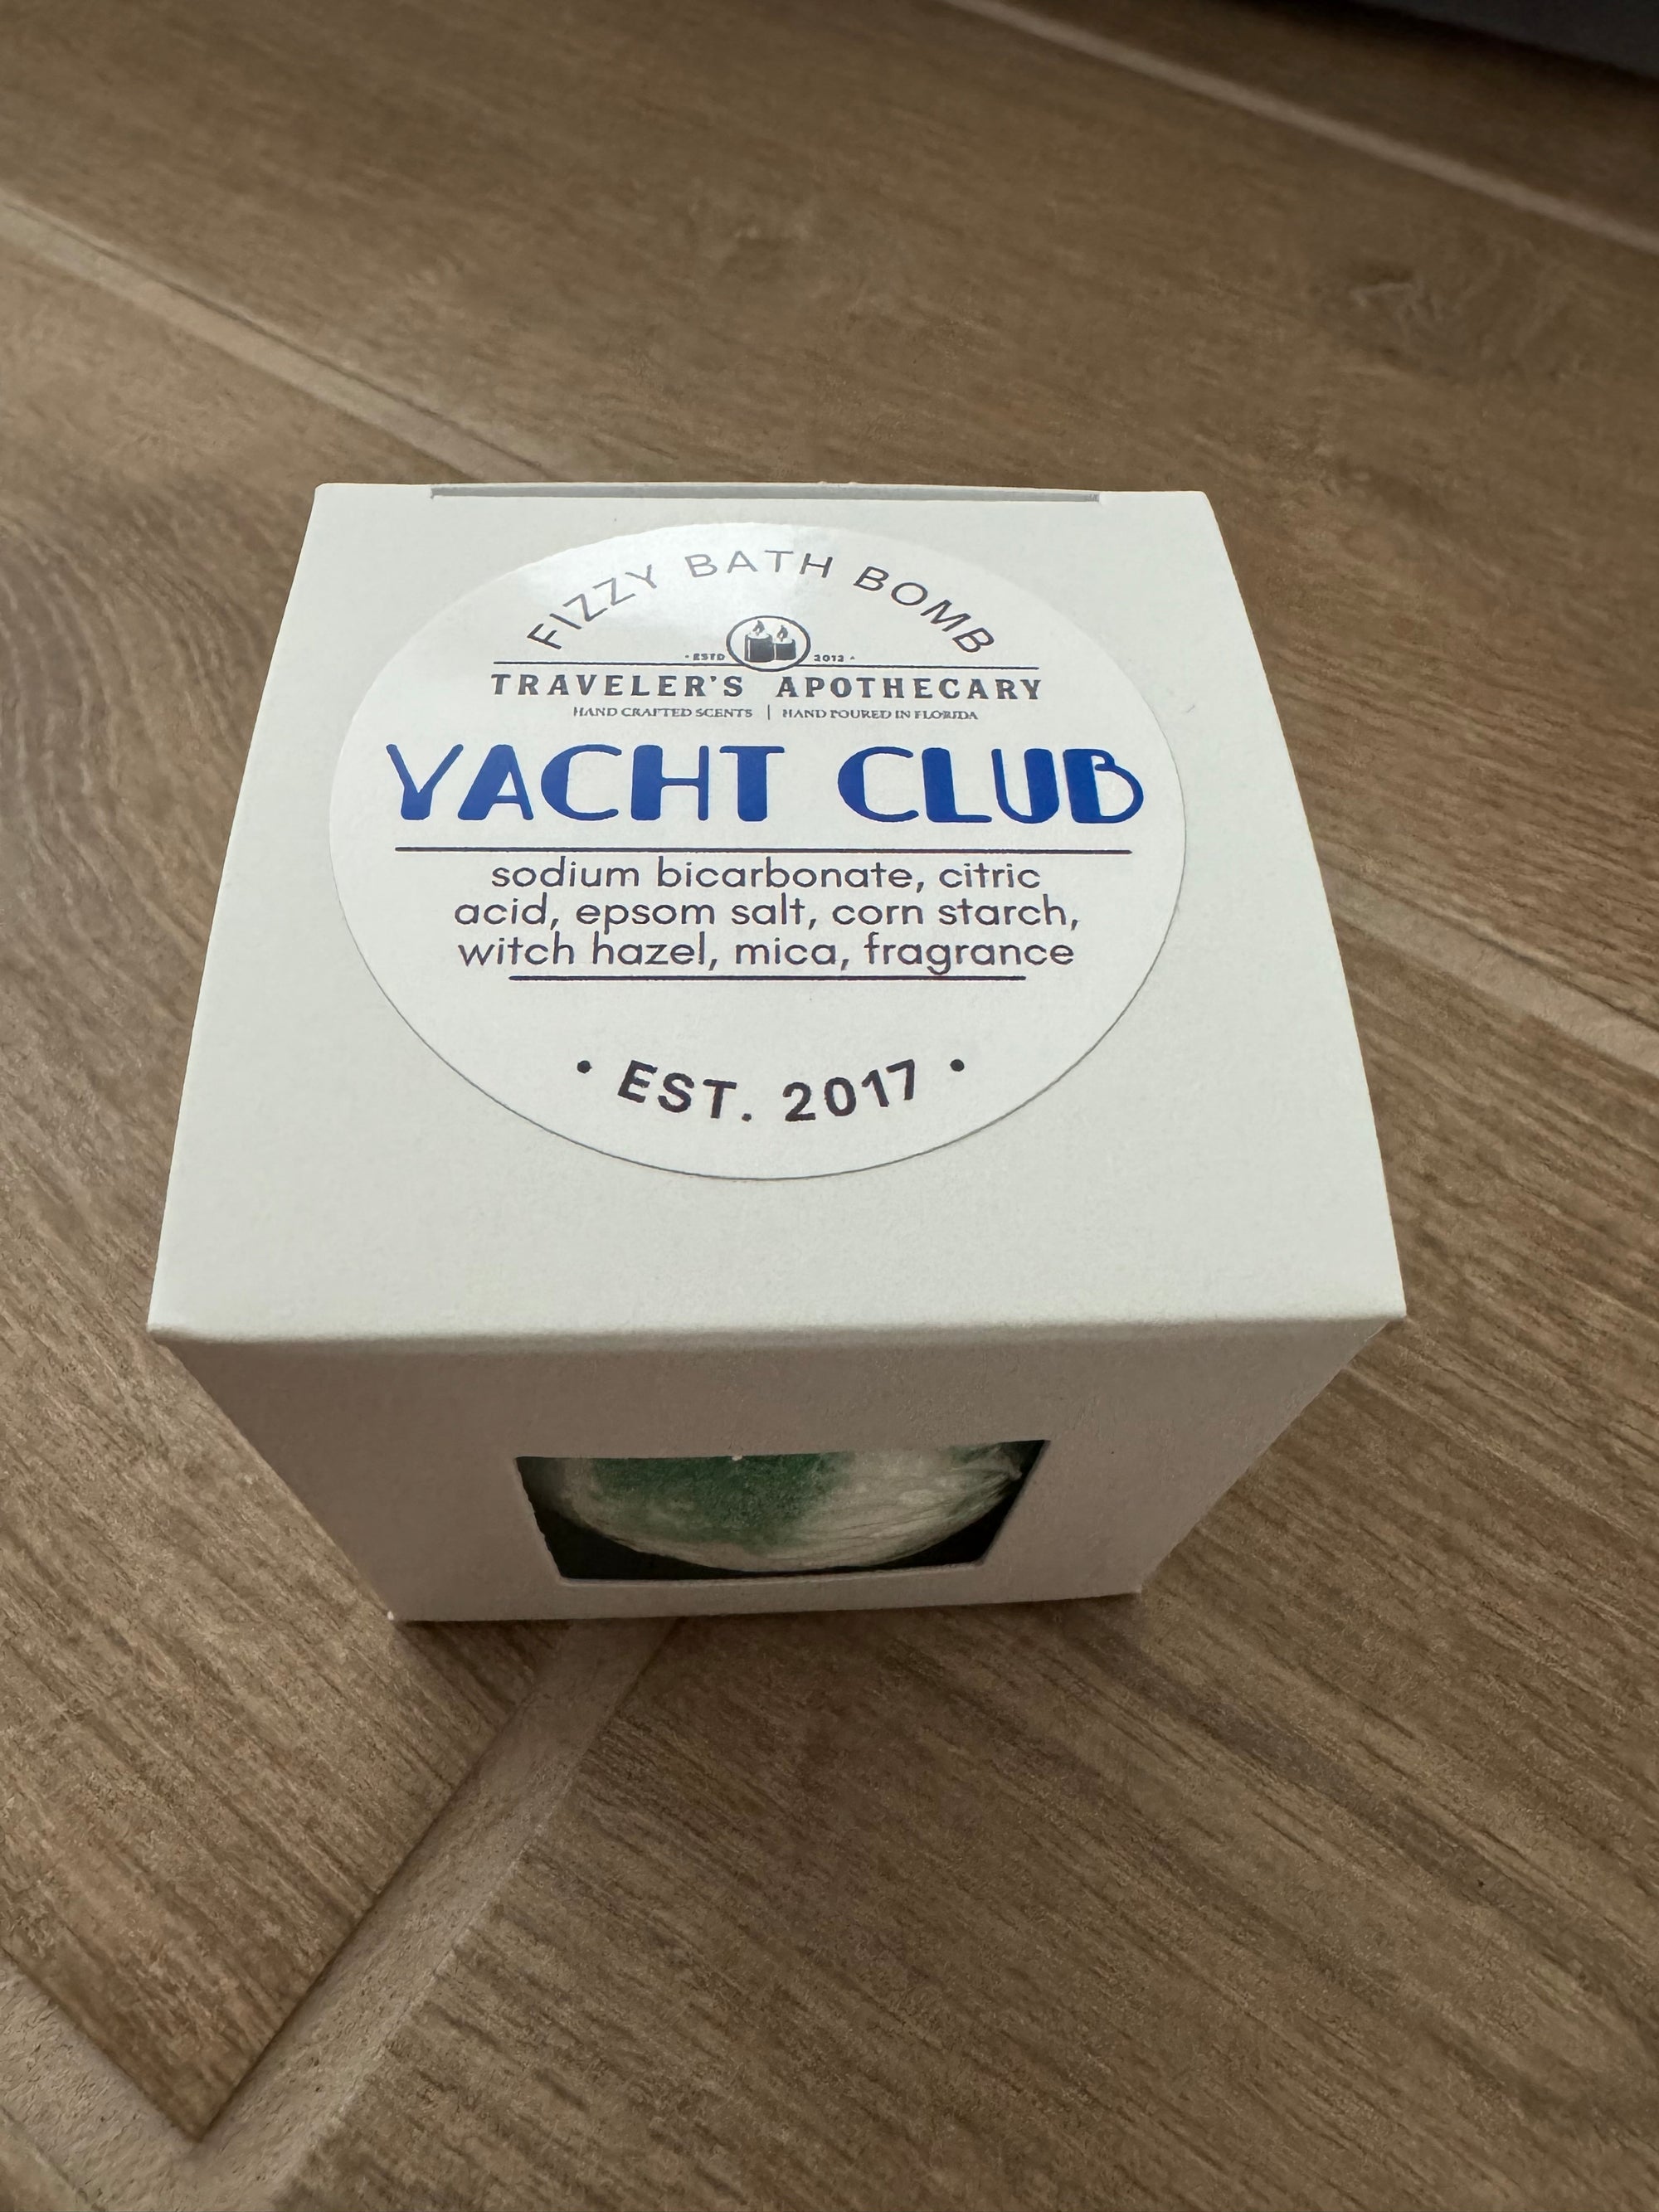 FIZZY BATH BOMB
· ESTD 2012 ·
TRAVELER'S APOTHECARY
HAND CRAFTED SCENTS | HAND POURED IN FLORIDA
YACHT CLUB
sodium bicarbonate, citric
acid, epsom salt, corn starch,
witch hazel, mica, fragrance
• EST. 2017 •